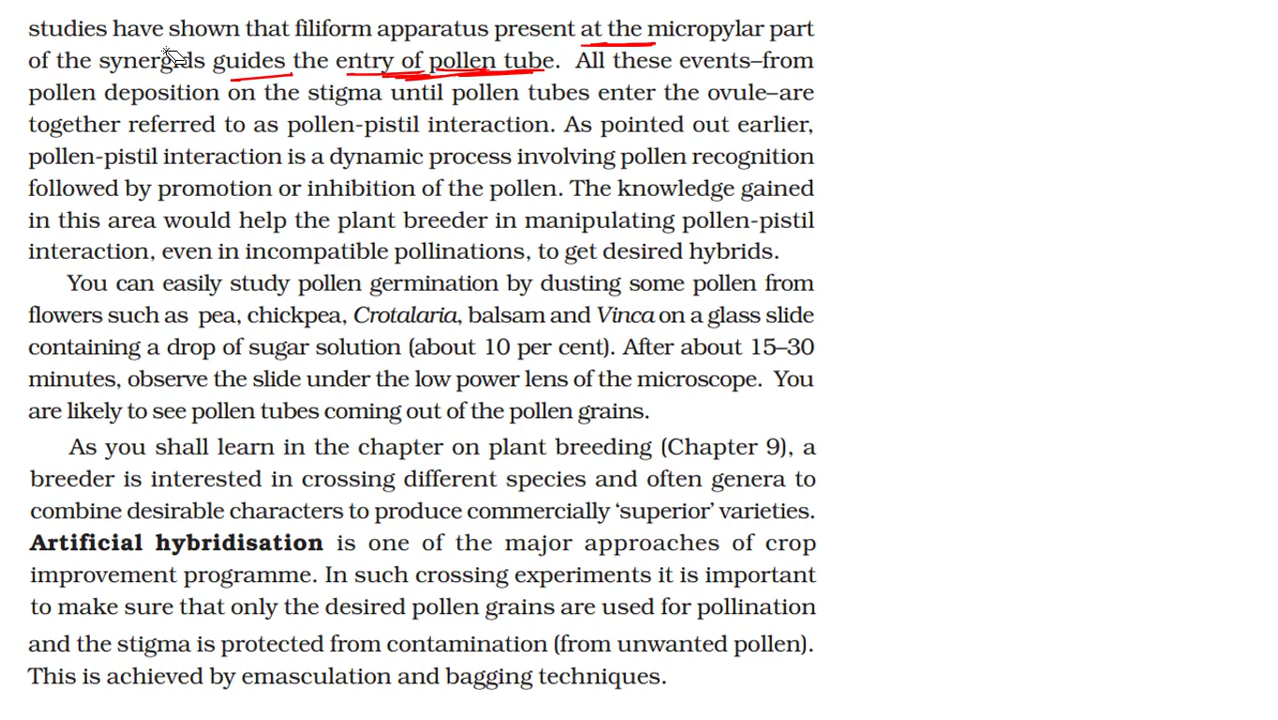 studies have shown that filiform apparatus present at the micropylar part
of the synergids guides the entry of pollen tube. All these events–from
pollen deposition on the stigma until pollen tubes enter the ovule–are
together referred to as pollen-pistil interaction. As pointed out earlier,
pollen-pistil interaction is a dynamic process involving pollen recognition
followed by promotion or inhibition of the pollen. The knowledge gained
in this area would help the plant breeder in manipulating pollen-pistil
interaction, even in incompatible pollinations, to get desired hybrids.
You can easily study pollen germination by dusting some pollen from
flowers such as pea, chickpea, Crotalaria, balsam and Vinca on a glass slide
containing a drop of sugar solution (about 10 per cent). After about 15–30
minutes, observe the slide under the low power lens of the microscope. You
are likely to see pollen tubes coming out of the pollen grains.
As you shall learn in the chapter on plant breeding (Chapter 9), a
breeder is interested in crossing different species and often genera to
combine desirable characters to produce commercially ‘superior’ varieties.
Artificial hybridisation is one of the major approaches of crop
improvement programme. In such crossing experiments it is important
to make sure that only the desired pollen grains are used for pollination
and the stigma is protected from contamination (from unwanted pollen).
This is achieved by emasculation and bagging techniques.